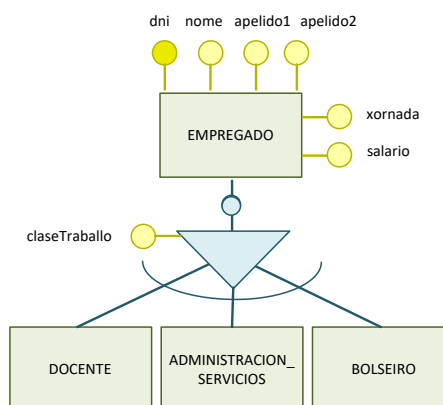 dni nome apelido1 apelido2
EMPREGADO
xornada
salario
claseTraballo
DOCENTE
ADMINISTRACION_
SERVICIOS
BOLSEIRO